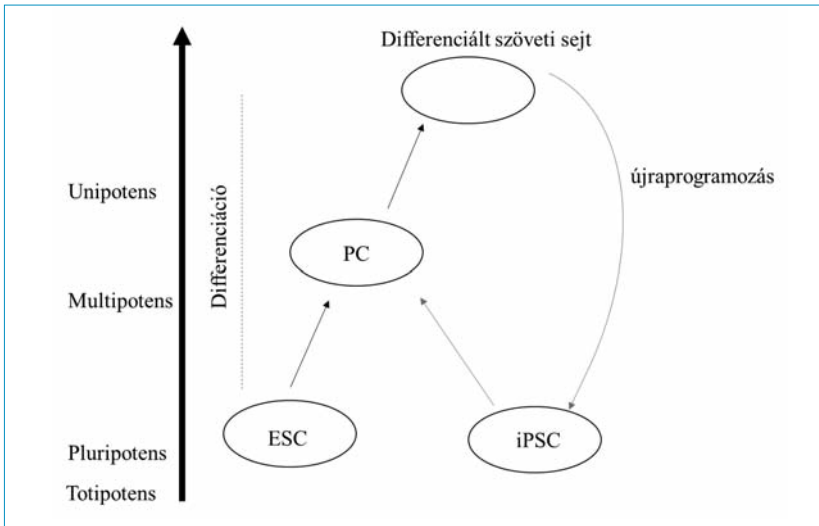 Differenciált szöveti sejt
újraprogramozás
Unipotens
Differenciáció
PC
Multipotens
ESC
iPSC
Pluripotens
Totipotens